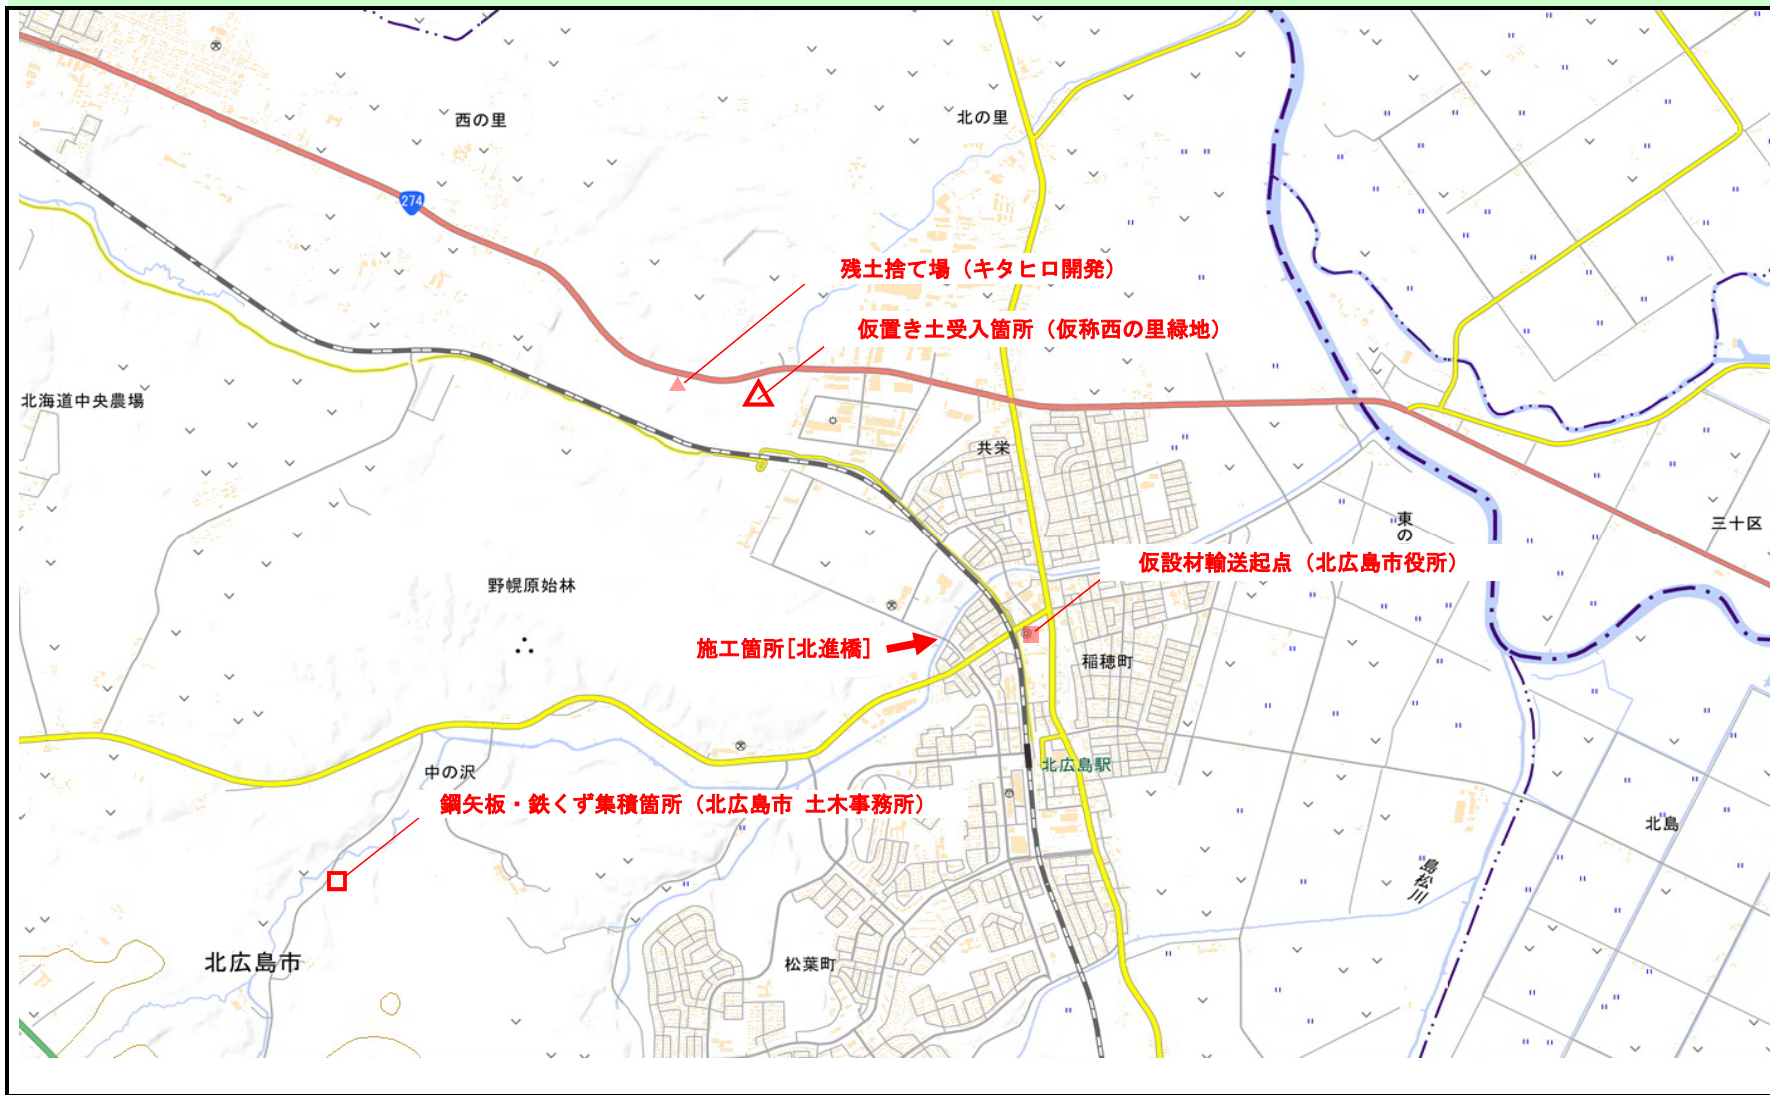 西の里
北の里
274
残土捨て場（キタヒロ開発）
仮置き土受入箇所（仮称西の里緑地）
北海道中央農場
共栄
東の
三十区
仮設材輸送起点（北広島市役所）
野幌原始林
施工箇所[北進橋]
稲穂町
北広島駅
中の沢
鋼矢板・鉄くず集積箇所（北広島市 土木事務所）
北島
島松川
北広島市
松葉町